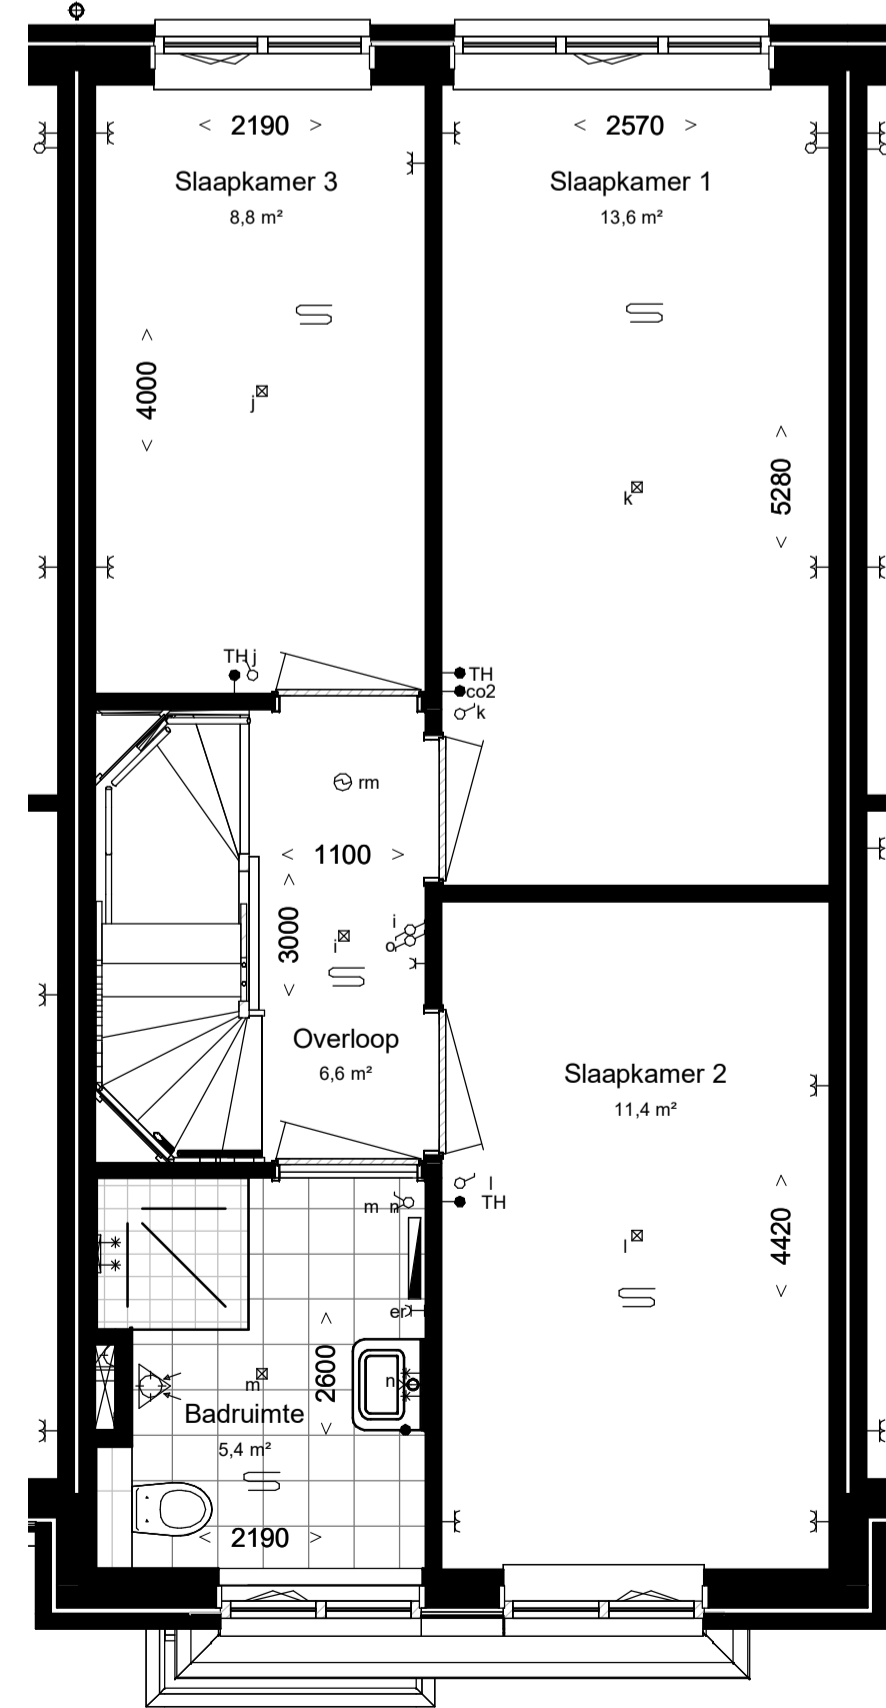 < 2190 >
< 2570 >
Slaapkamer 3
8,8 m²
Slaapkamer 1
13,6 m²
< 4000 >
j
< 5280 >
k
TH j
TH
co2
k
rm
< 1100 >
< 3000 >
i
o
i
Overloop
6,6 m²
Slaapkamer 2
11,4 m²
l
TH
m n
< 4420 >
l
er
< 2600 >
m
n
Badruimte
5,4 m²
< 2190 >